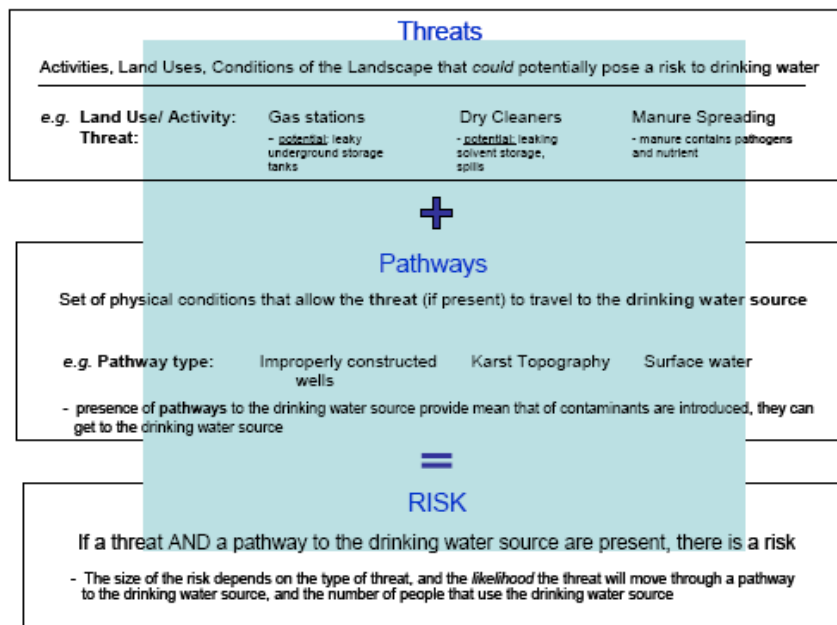 Threats
Activities, Land Uses, Conditions of the Landscape that could potentially pose a risk to drinking water
e.g. Land Use/ Activity: Gas stations Dry Cleaners Manure Spreading
Threat: – potential: leaky underground storage tanks - potential: leaking solvent storage, spills - manure contains pathogens and nutrient
+
Pathways
Set of physical conditions that allow the threat (if present) to travel to the drinking water source
e.g. Pathway type: Improperly constructed wells Karst Topography Surface water
- presence of pathways to the drinking water source provide mean that of contaminants are introduced, they can
get to the drinking water source
=
RISK
If a threat AND a pathway to the drinking water source are present, there is a risk
- The size of the risk depends on the type of threat, and the likelihood the threat will move through a pathway
to the drinking water source, and the number of people that use the drinking water source